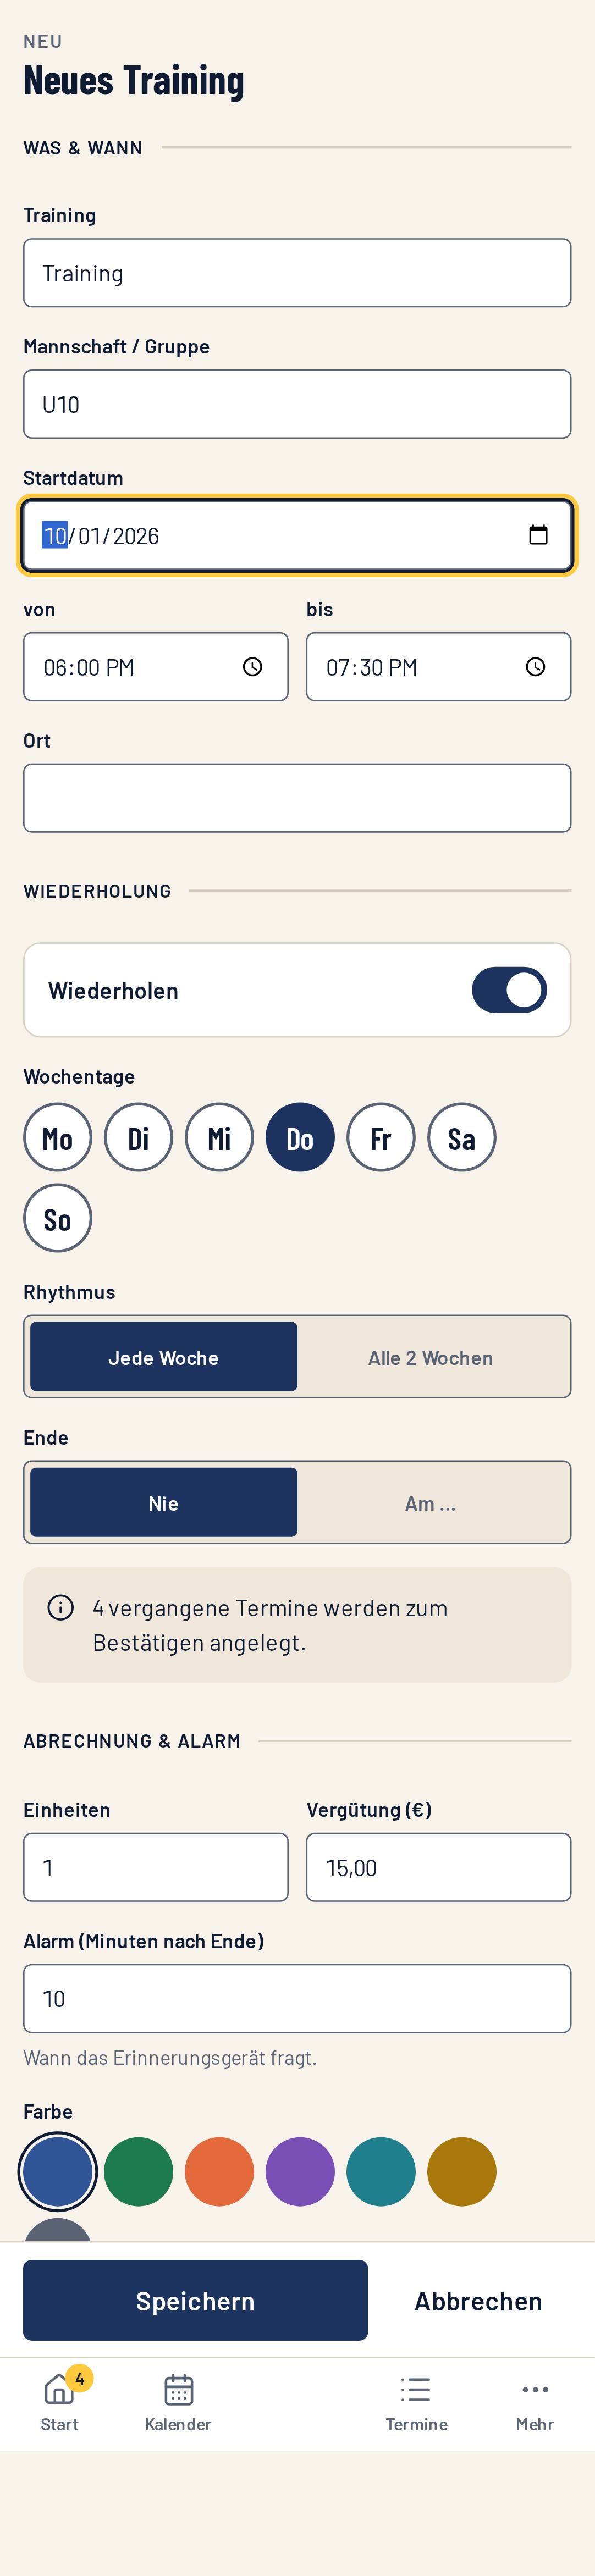 NEU
Neues Training
WAS & WANN
Training
Training
Mannschaft / Gruppe
U10
Startdatum
10/01/2026
von
bis
06:00 PM
07:30 PM
Ort
WIEDERHOLUNG
Wiederholen
Wochentage
Mo
Di
Mi
Do
Fr
Sa
So
Rhythmus
Jede Woche
Alle 2 Wochen
Ende
Nie
Am ...
4 vergangene Termine werden zum
Bestätigen angelegt.
ABRECHNUNG & ALARM
Einheiten
Vergütung (€)
1
15,00
Alarm (Minuten nach Ende)
10
Wann das Erinnerungsgerät fragt.
Farbe
Speichern
Abbrechen
4
Start
Kalender
Termine
Mehr